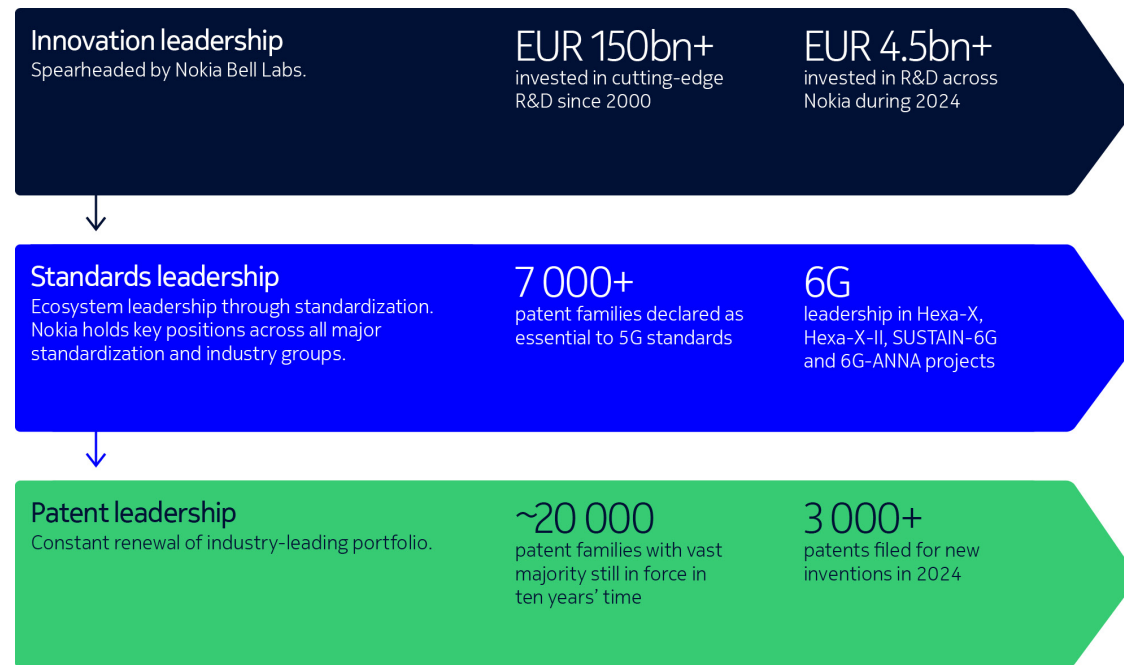 Innovation leadership
Spearheaded by Nokia Bell Labs.
EUR 150bn+
invested in cutting-edge
R&D since 2000
EUR 4.5bn+
invested in R&D across
Nokia during 2024
Standards leadership
Ecosystem leadership through standardization.
Nokia holds key positions across all major
standardization and industry groups.
7 000+
patent families declared as
essential to 5G standards
6G
leadership in Hexa-X,
Hexa-X-II, SUSTAIN-6G
and 6G-ANNA projects
Patent leadership
Constant renewal of industry-leading portfolio.
~20 000
patent families with vast
majority still in force in
ten years’ time
3 000+
patents filed for new
inventions in 2024